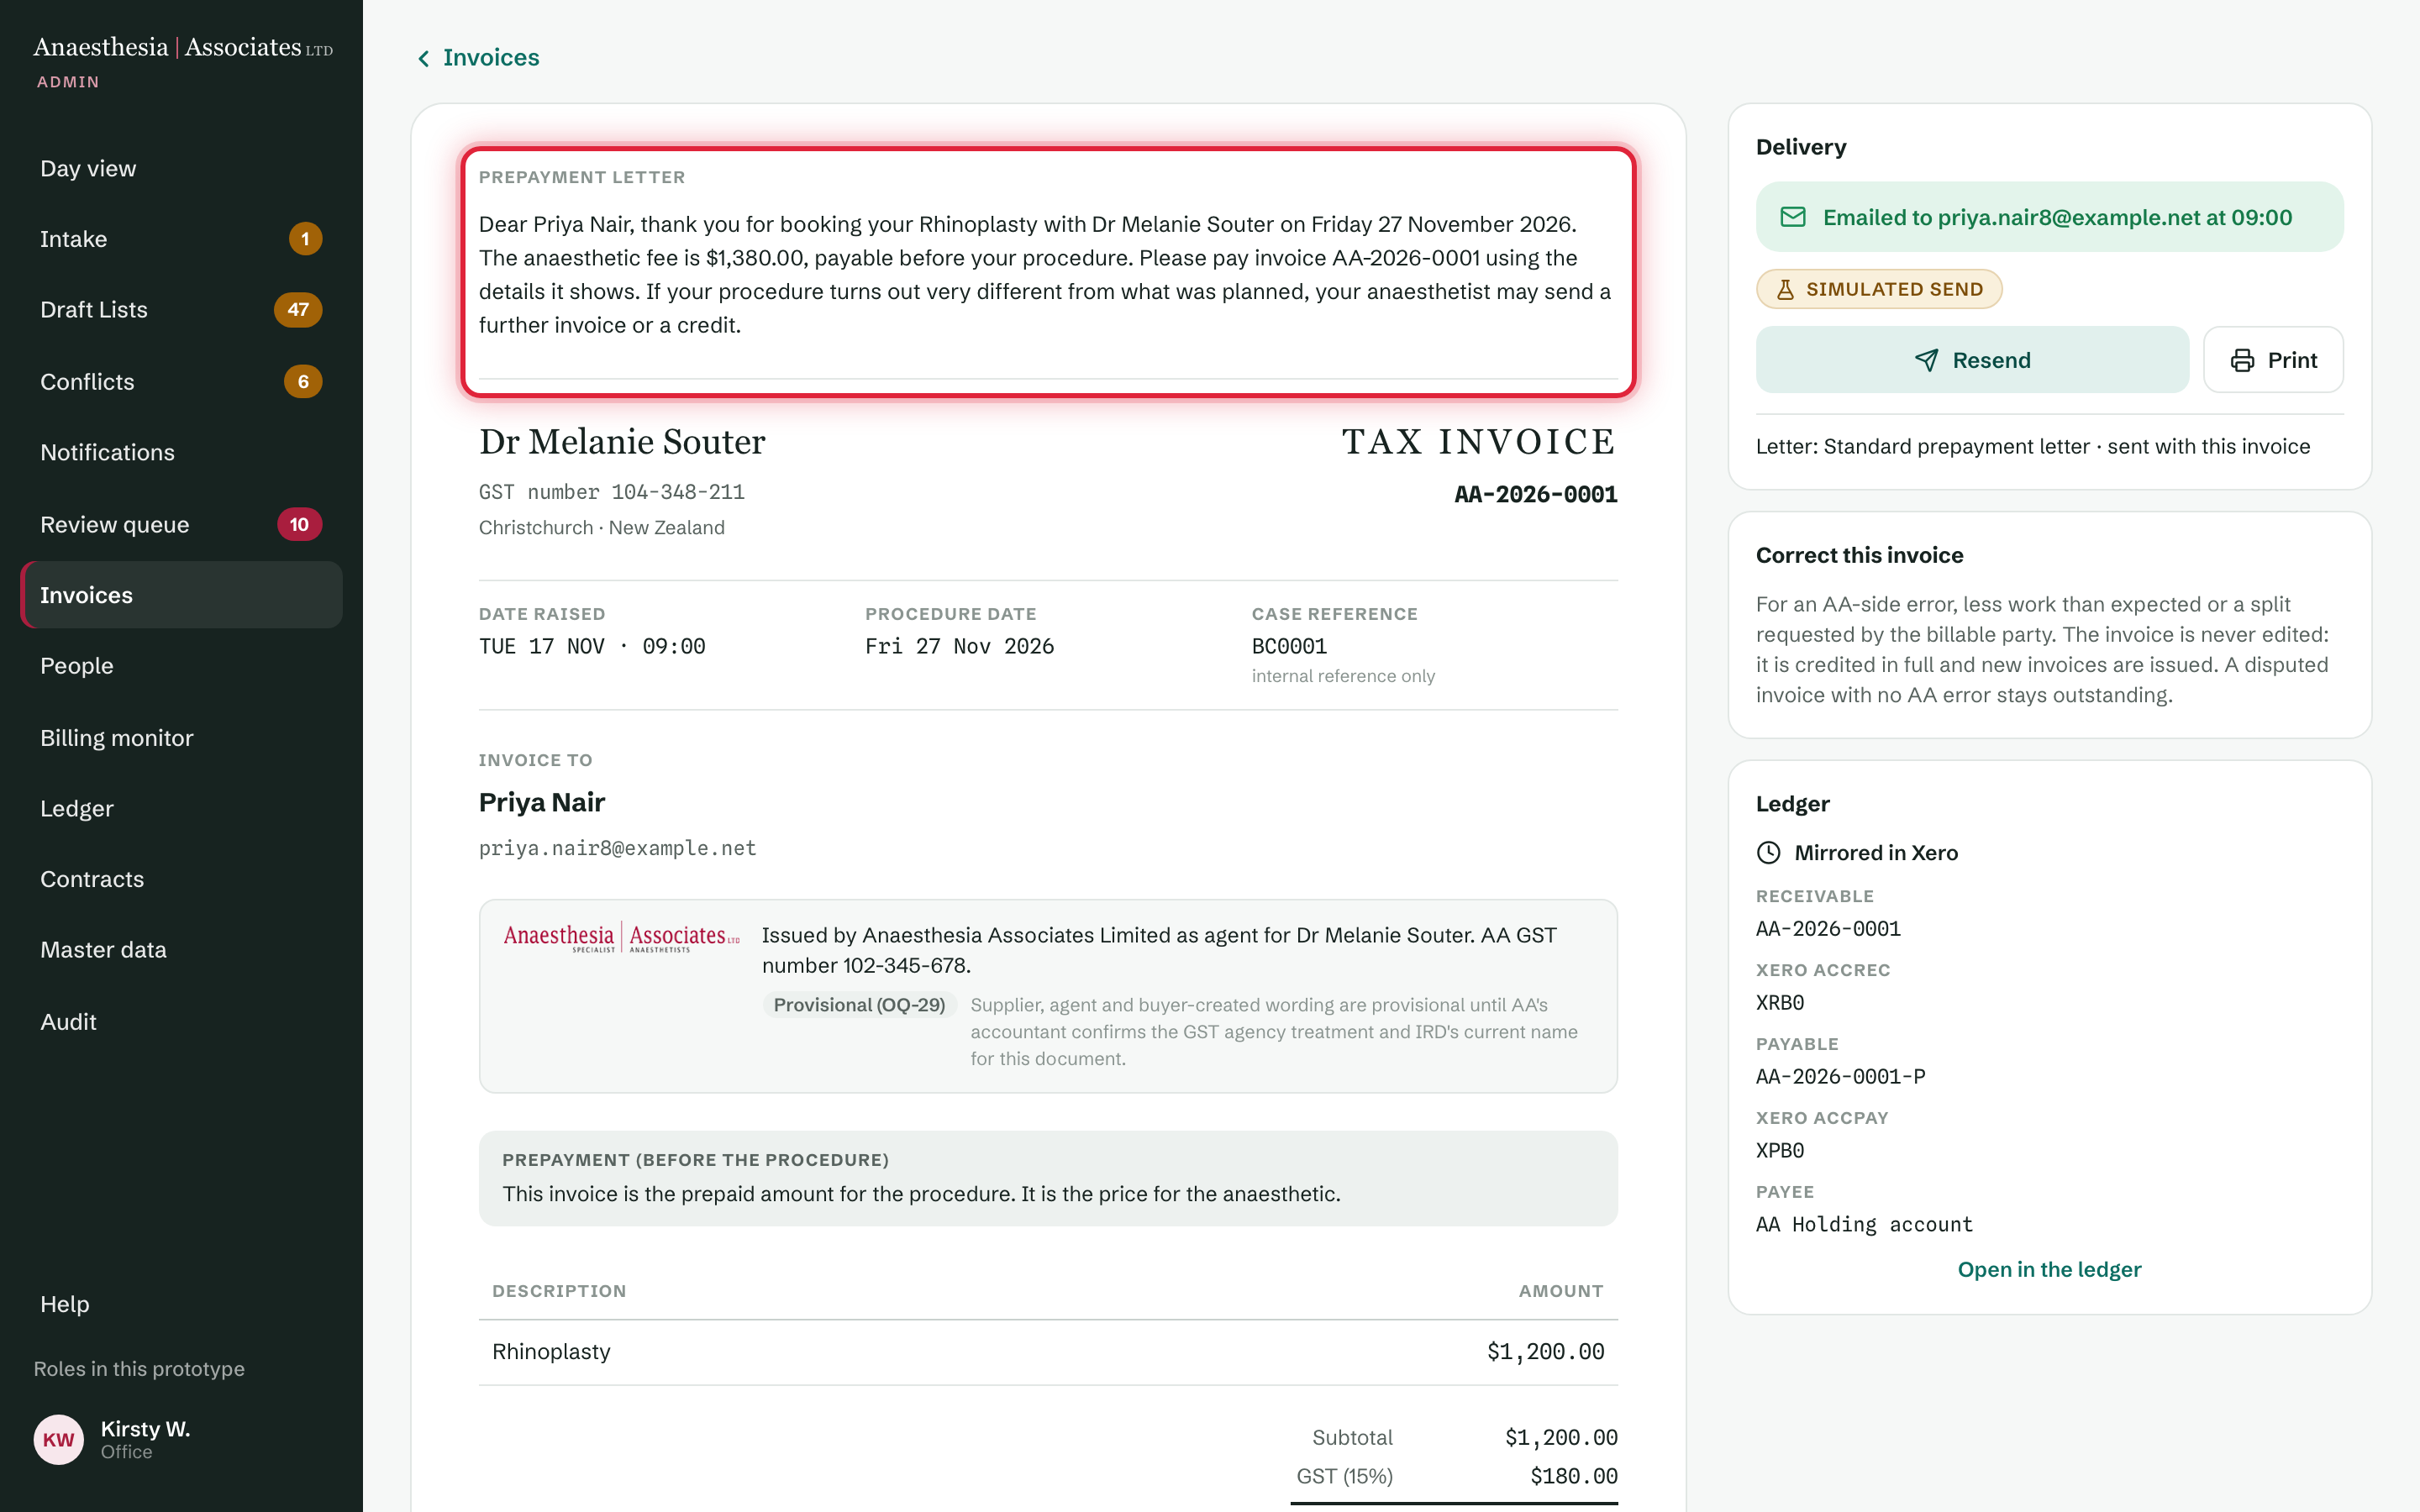 Anaesthesia | Associates LTD
ADMIN
Day view
Intake 1
Draft Lists 47
Conflicts 6
Notifications
Review queue 10
Invoices
People
Billing monitor
Ledger
Contracts
Master data
Audit
Help
Roles in this prototype
KW
Kirsty W.
Office
Invoices
PREPAYMENT LETTER
Dear Priya Nair, thank you for booking your Rhinoplasty with Dr Melanie Souter on Friday 27 November 2026.
The anaesthetic fee is $1,380.00, payable before your procedure. Please pay invoice AA-2026-0001 using the
details it shows. If your procedure turns out very different from what was planned, your anaesthetist may send a
further invoice or a credit.
Dr Melanie Souter
TAX INVOICE
GST number 104-348-211
AA-2026-0001
Christchurch · New Zealand
DATE RAISED
TUE 17 NOV · 09:00
PROCEDURE DATE
Fri 27 Nov 2026
CASE REFERENCE
BC0001
internal reference only
INVOICE TO
Priya Nair
priya.nair8@example.net
Anaesthesia | Associates LTD
SPECIALIST ANAESTHETISTS
Issued by Anaesthesia Associates Limited as agent for Dr Melanie Souter. AA GST
number 102-345-678.
Provisional (OQ-29)
Supplier, agent and buyer-created wording are provisional until AA's
accountant confirms the GST agency treatment and IRD's current name
for this document.
PREPAYMENT (BEFORE THE PROCEDURE)
This invoice is the prepaid amount for the procedure. It is the price for the anaesthetic.
DESCRIPTION AMOUNT
Rhinoplasty $1,200.00
Subtotal $1,200.00
GST (15%) $180.00
Delivery
Emailed to priya.nair8@example.net at 09:00
SIMULATED SEND
Resend
Print
Letter: Standard prepayment letter · sent with this invoice
Correct this invoice
For an AA-side error, less work than expected or a split
requested by the billable party. The invoice is never edited:
it is credited in full and new invoices are issued. A disputed
invoice with no AA error stays outstanding.
Ledger
Mirrored in Xero
RECEIVABLE
AA-2026-0001
XERO ACCREC
XRB0
PAYABLE
AA-2026-0001-P
XERO ACCPAY
XPB0
PAYEE
AA Holding account
Open in the ledger